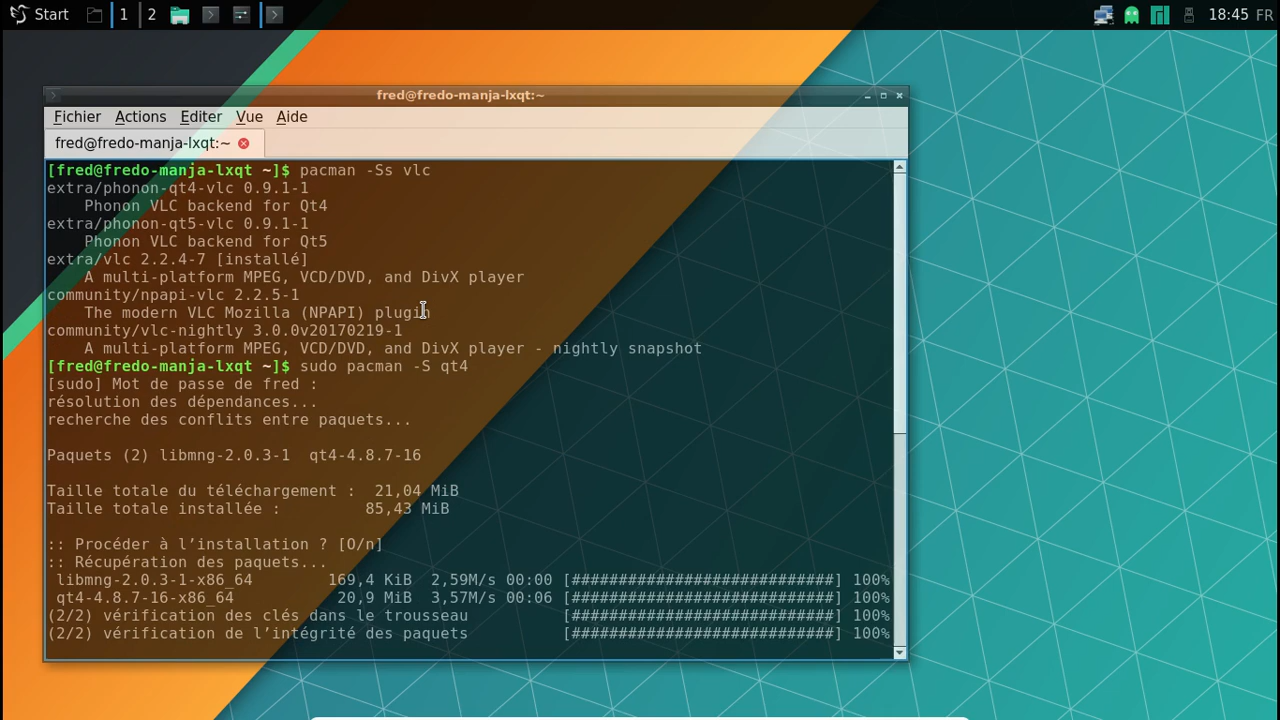 Start 1 2 18:45 FR
fred@fredo-manja-lxqt:~
Fichier Actions Editer Vue Aide
fred@fredo-manja-lxqt:~
[fred@fredo-manja-lxqt ~]$ pacman -Ss vlc
extra/phonon-qt4-vlc 0.9.1-1
    Phonon VLC backend for Qt4
extra/phonon-qt5-vlc 0.9.1-1
    Phonon VLC backend for Qt5
extra/vlc 2.2.4-7 [installé]
    A multi-platform MPEG, VCD/DVD, and DivX player
community/npapi-vlc 2.2.5-1
    The modern VLC Mozilla (NPAPI) plugin
community/vlc-nightly 3.0.0v20170219-1
    A multi-platform MPEG, VCD/DVD, and DivX player - nightly snapshot
[fred@fredo-manja-lxqt ~]$ sudo pacman -S qt4
[sudo] Mot de passe de fred :
résolution des dépendances...
recherche des conflits entre paquets...
Paquets (2) libmng-2.0.3-1  qt4-4.8.7-16
Taille totale du téléchargement :  21,04 MiB
Taille totale installée :         85,43 MiB
:: Procéder à l’installation ? [O/n]
:: Récupération des paquets...
 libmng-2.0.3-1-x86_64        169,4 KiB  2,59M/s 00:00 [############################] 100%
 qt4-4.8.7-16-x86_64           20,9 MiB  3,57M/s 00:06 [############################] 100%
(2/2) vérification des clés dans le trousseau          [############################] 100%
(2/2) vérification de l’intégrité des paquets          [############################] 100%